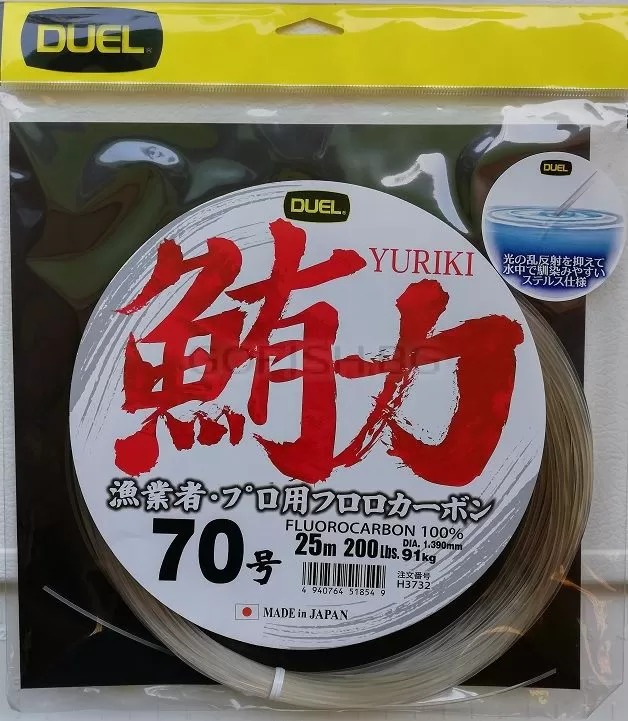 DUEL
DUEL
光の乱反射を抑えて
水中で馴染みやすい
ステルス仕様
DUEL
YURIKI
鮪力
GOFISH.BG
漁業者・プロ用フロロカーボン
FLUOROCARBON 100%
DIA. 1.390mm
70号 25m 200Lbs. 91kg
注文番号
H3732
4 940764 518549
MADE in JAPAN